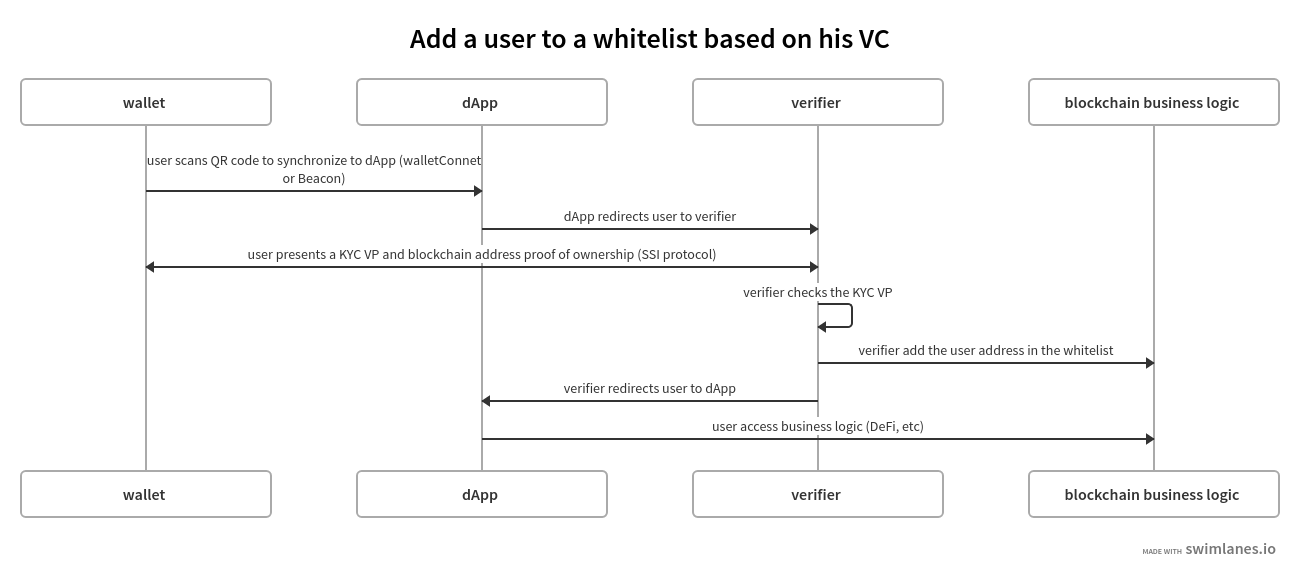 Add a user to a whitelist based on his VC
wallet
dApp
verifier
blockchain business logic
user scans QR code to synchronize to dApp (walletConnet
or Beacon)
dApp redirects user to verifier
user presents a KYC VP and blockchain address proof of ownership (SSI protocol)
verifier checks the KYC VP
verifier add the user address in the whitelist
verifier redirects user to dApp
user access business logic (DeFi, etc)
wallet
dApp
verifier
blockchain business logic
MADE WITH swimlanes.io